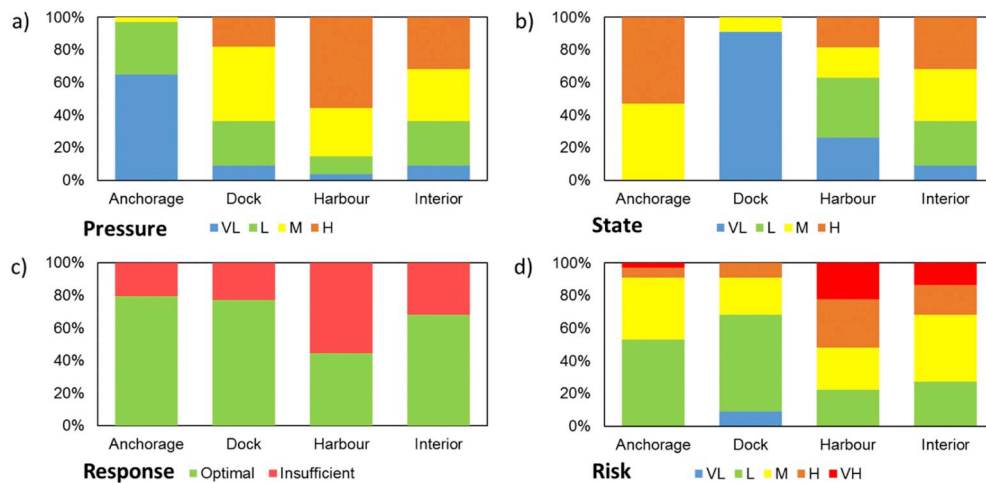 a)
100%
80%
60%
40%
20%
0%
Anchorage Dock Harbour Interior
Pressure VL L M H
b)
100%
80%
60%
40%
20%
0%
Anchorage Dock Harbour Interior
State VL L M H
c)
100%
80%
60%
40%
20%
0%
Anchorage Dock Harbour Interior
Response Optimal Insufficient
d)
100%
80%
60%
40%
20%
0%
Anchorage Dock Harbour Interior
Risk VL L M H VH